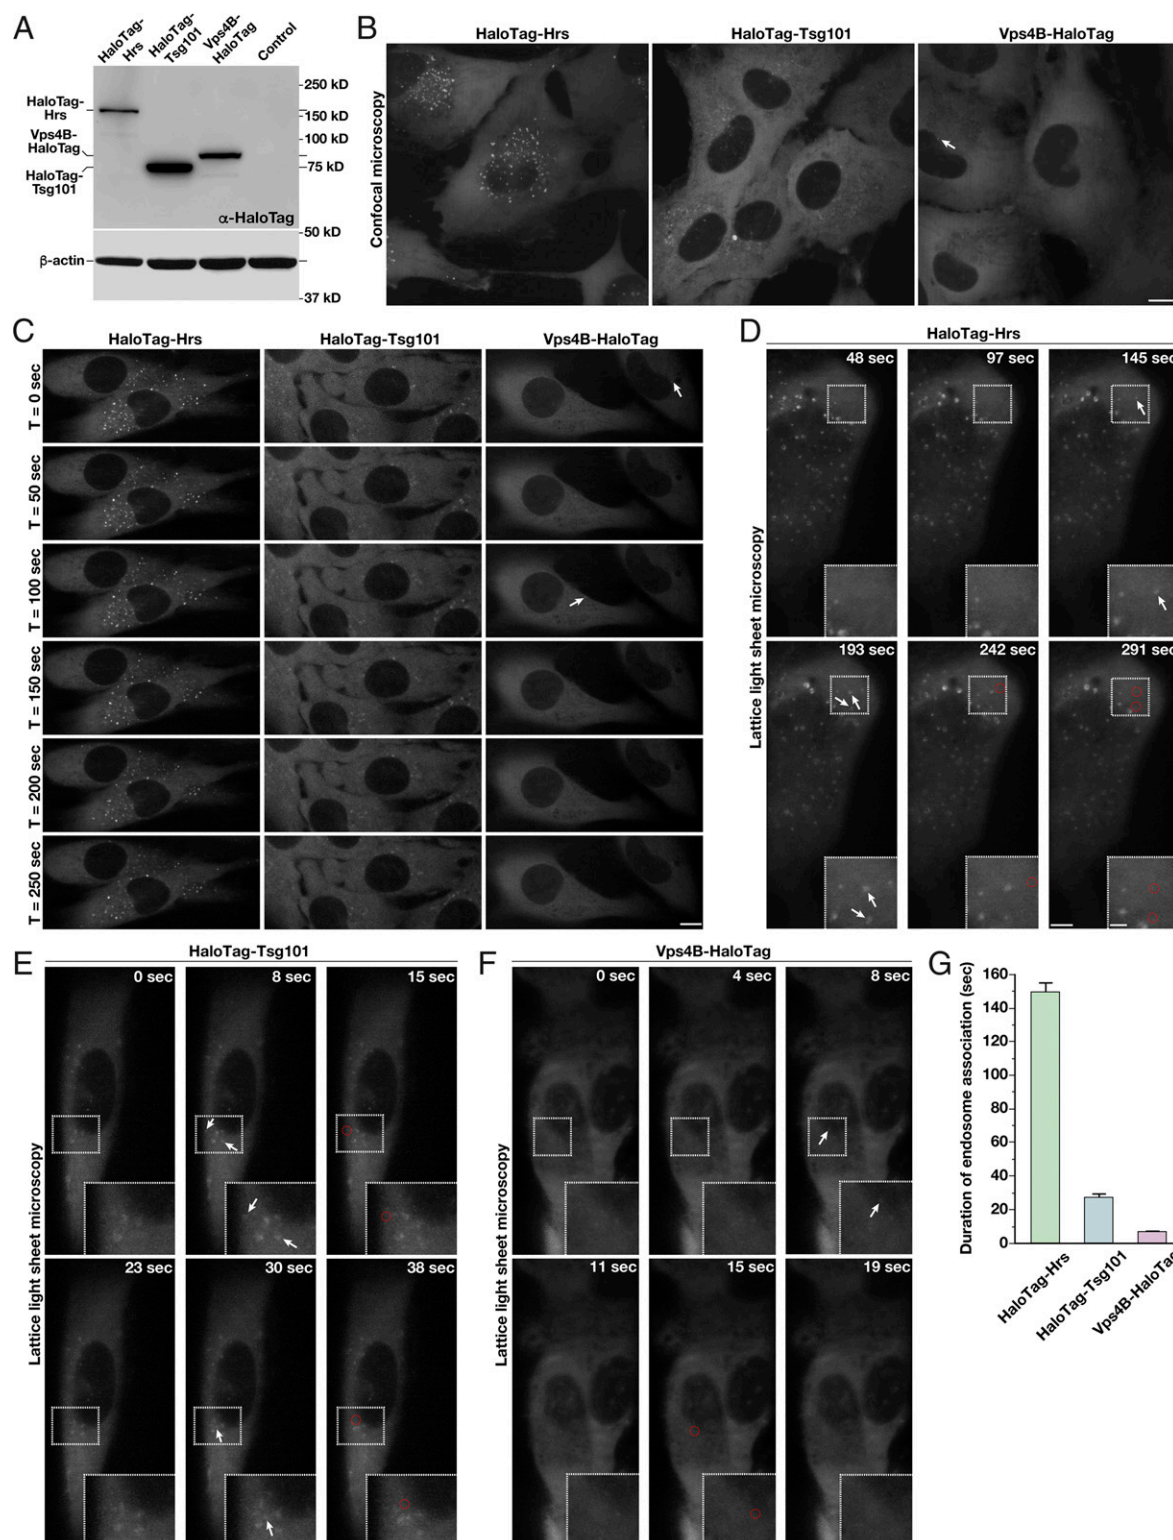 A
HaloTag-
Hrs
HaloTag-
Tsg101
Vps4B-
HaloTag
Control
250 kD
150 kD
100 kD
75 kD
50 kD
37 kD
HaloTag-
Hrs
Vps4B-
HaloTag
HaloTag-
Tsg101
α-HaloTag
β-actin
B
HaloTag-Hrs
HaloTag-Tsg101
Vps4B-HaloTag
Confocal microscopy
C
HaloTag-Hrs
HaloTag-Tsg101
Vps4B-HaloTag
T = 0 sec
T = 50 sec
T = 100 sec
T = 150 sec
T = 200 sec
T = 250 sec
D
HaloTag-Hrs
Lattice light sheet microscopy
48 sec
97 sec
145 sec
193 sec
242 sec
291 sec
E
HaloTag-Tsg101
Lattice light sheet microscopy
0 sec
8 sec
15 sec
23 sec
30 sec
38 sec
F
Vps4B-HaloTag
Lattice light sheet microscopy
0 sec
4 sec
8 sec
11 sec
15 sec
19 sec
G
Duration of endosome association (sec)
160
140
120
100
80
60
40
20
0
HaloTag-Hrs
HaloTag-Tsg101
Vps4B-HaloTag